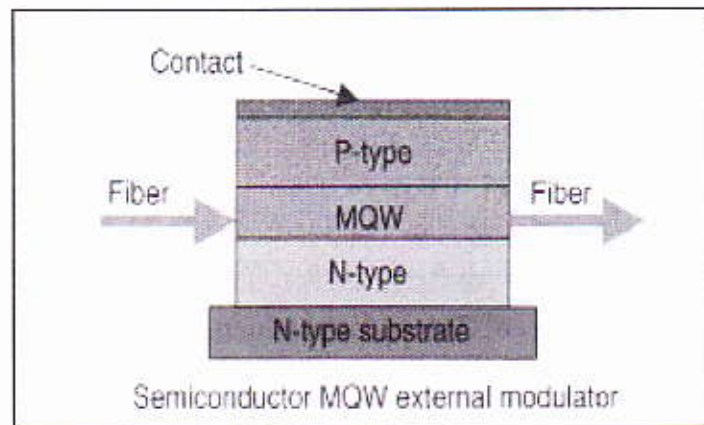 Contact
P-type
Fiber
Fiber
MQW
N-type
N-type substrate
Semiconductor MQW external modulator